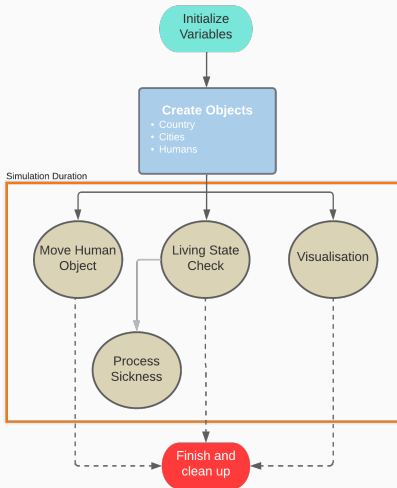 Initialize
Variables
Create Objects
• Country
• Cities
• Humans
Simulation Duration
Move Human
Object
Living State
Check
Visualisation
Process
Sickness
Finish and
clean up